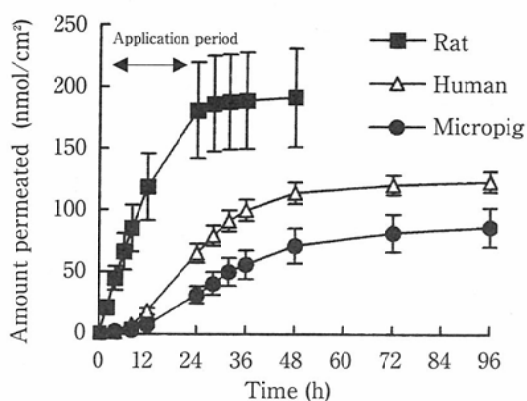 Application period
Rat
Human
Micropig
Amount permeated (nmol/cm²)
250
200
150
100
50
0
0 12 24 36 48 60 72 84 96
Time (h)